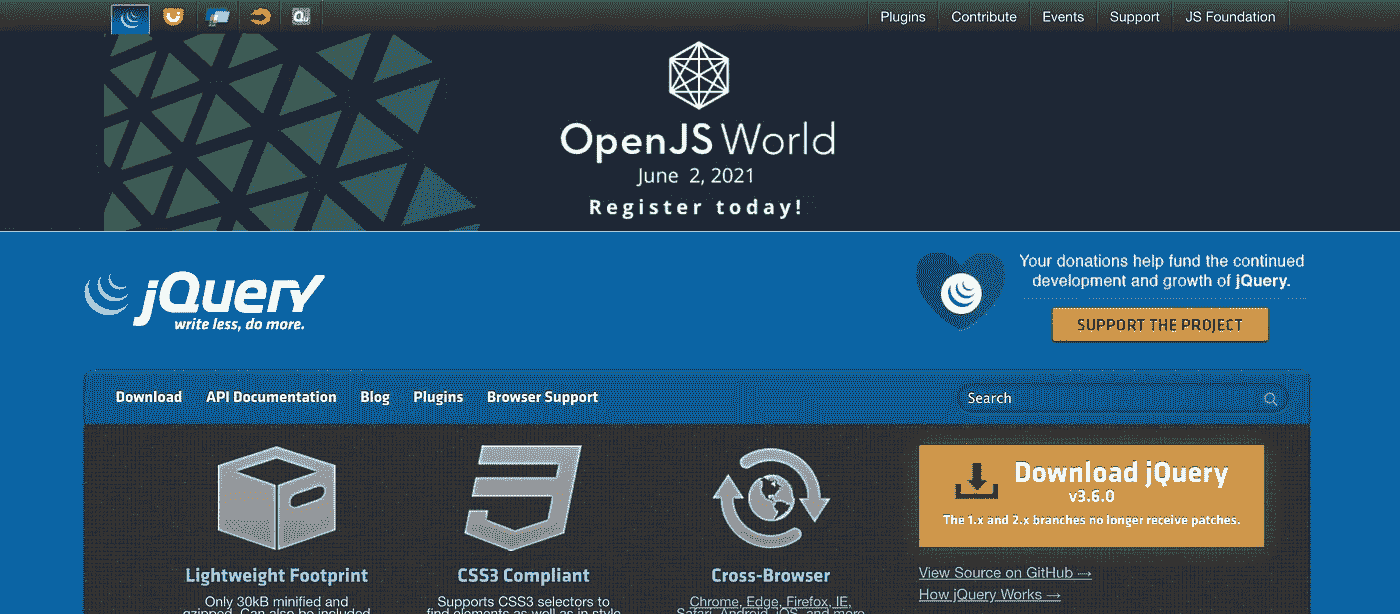 Plugins Contribute Events Support JS Foundation
OpenJS World
June 2, 2021
Register today!
jQuery
write less, do more.
Your donations help fund the continued
development and growth of jQuery.
SUPPORT THE PROJECT
Download API Documentation Blog Plugins Browser Support Search
Lightweight Footprint
Only 30kB minified and
gzipped. Can also be included
CSS3 Compliant
Supports CSS3 selectors to
find elements as well as in style
Cross-Browser
Chrome, Edge, Firefox, IE,
Safari, Android, iOS, and more
Download jQuery
v3.6.0
The 1.x and 2.x branches no longer receive patches.
View Source on GitHub →
How jQuery Works →